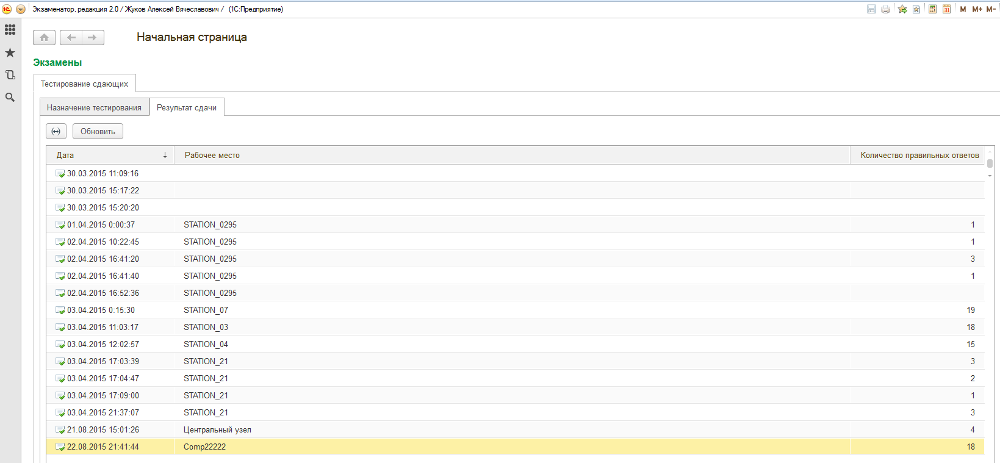 Экзаменатор, редакция 2.0 / Жуков Алексей Вячеславович / (1С:Предприятие)
M M+ M-
Начальная страница
Экзамены
Тестирование сдающих
Назначение тестирования Результат сдачи
Обновить
Дата Рабочее место Количество правильных ответов
30.03.2015 11:09:16
30.03.2015 15:17:22
30.03.2015 15:20:20
01.04.2015 0:00:37 STATION_0295 1
02.04.2015 10:22:45 STATION_0295 1
02.04.2015 16:41:20 STATION_0295 3
02.04.2015 16:41:40 STATION_0295 1
02.04.2015 16:52:36 STATION_0295
03.04.2015 0:15:30 STATION_07 19
03.04.2015 11:03:17 STATION_03 18
03.04.2015 12:02:57 STATION_04 15
03.04.2015 17:03:39 STATION_21 3
03.04.2015 17:04:47 STATION_21 2
03.04.2015 17:09:00 STATION_21 1
03.04.2015 21:37:07 STATION_21 3
21.08.2015 15:01:26 Центральный узел 4
22.08.2015 21:41:44 Comp22222 18